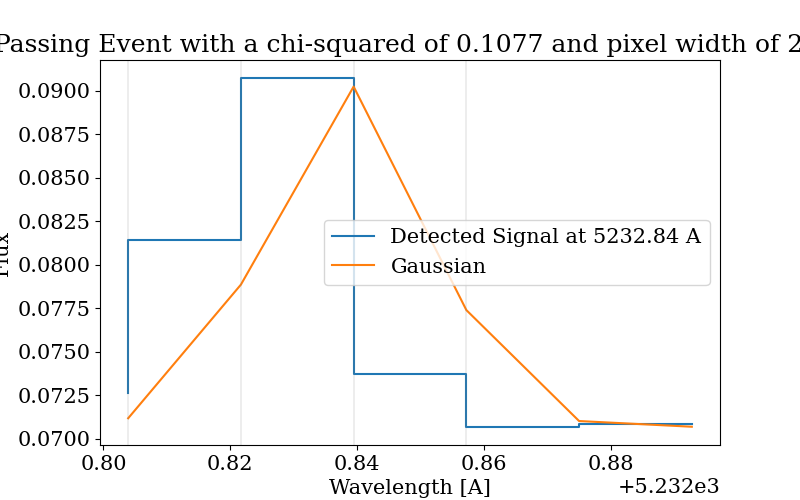 Passing Event with a chi-squared of 0.1077 and pixel width of 2
0.0900
0.0875
0.0850
0.0825
0.0800
0.0775
0.0750
0.0725
0.0700
Flux
Detected Signal at 5232.84 A
Gaussian
0.80 0.82 0.84 0.86 0.88
Wavelength [A]
+5.232e3